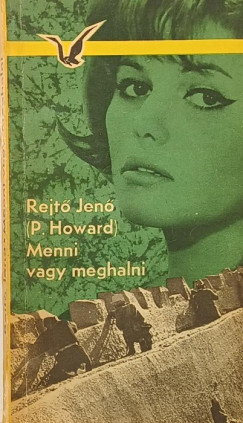 Rejtő Jenő
(P. Howard)
Menni
vagy meghalni